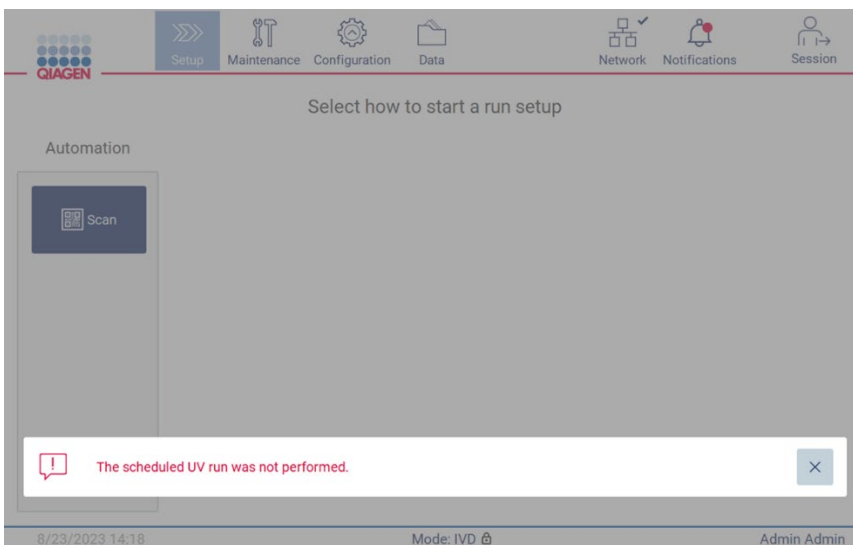 QIAGEN
Setup
Maintenance
Configuration
Data
Network
Notifications
Session
Select how to start a run setup
Automation
Scan
The scheduled UV run was not performed.
8/23/2023 14:18
Mode: IVD
Admin Admin